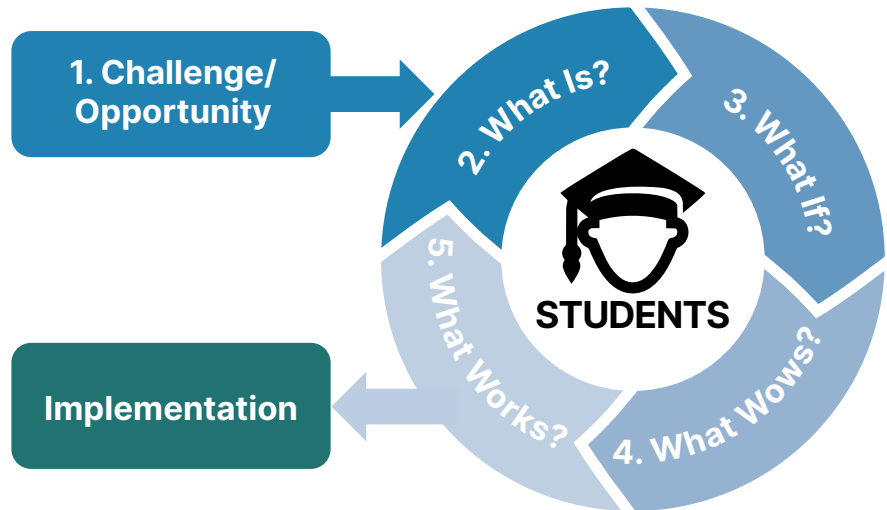 1. Challenge/
Opportunity
2. What Is?
3. What If?
4. What Wows?
5. What Works?
STUDENTS
Implementation